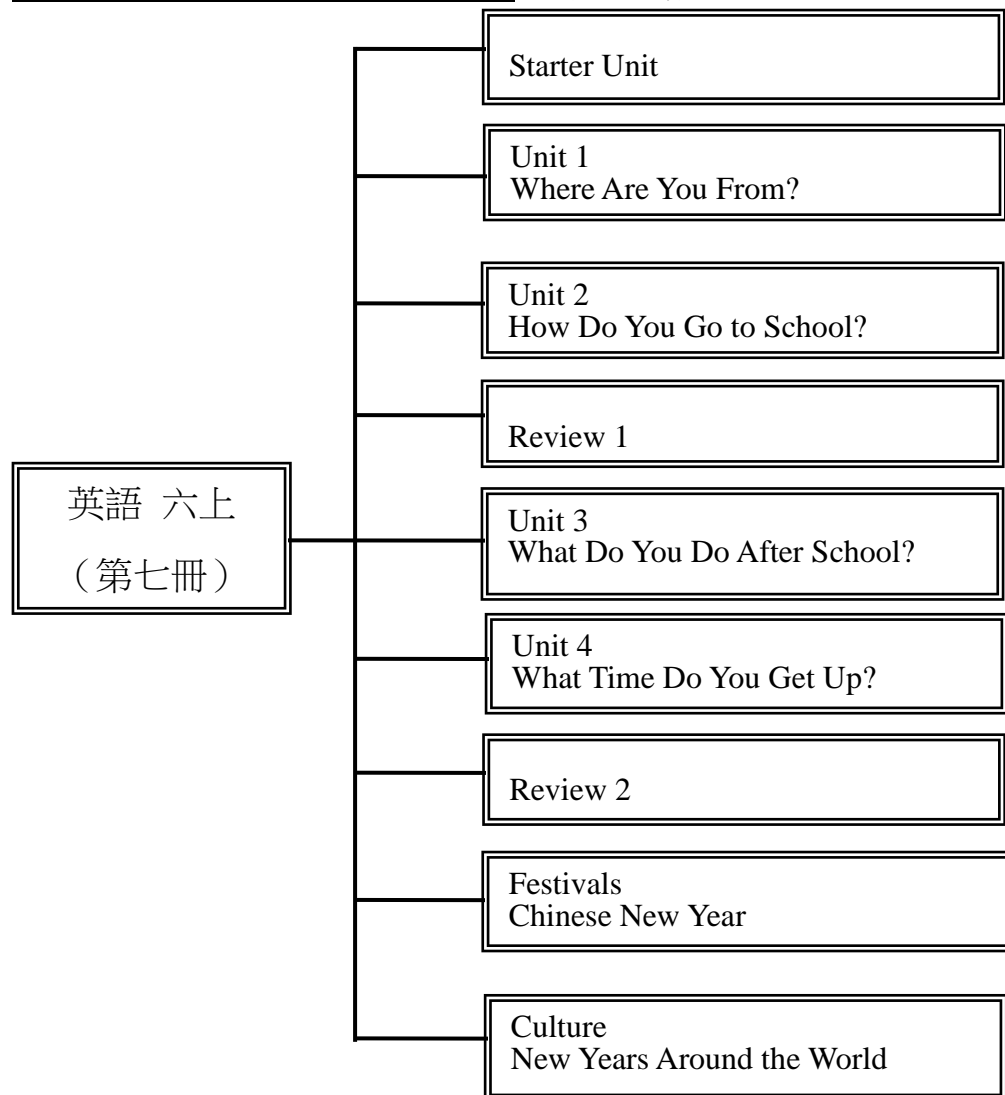 Starter Unit
Unit 1
Where Are You From?
Unit 2
How Do You Go to School?
Review 1
英語 六上
（第七冊）
Unit 3
What Do You Do After School?
Unit 4
What Time Do You Get Up?
Review 2
Festivals
Chinese New Year
Culture
New Years Around the World